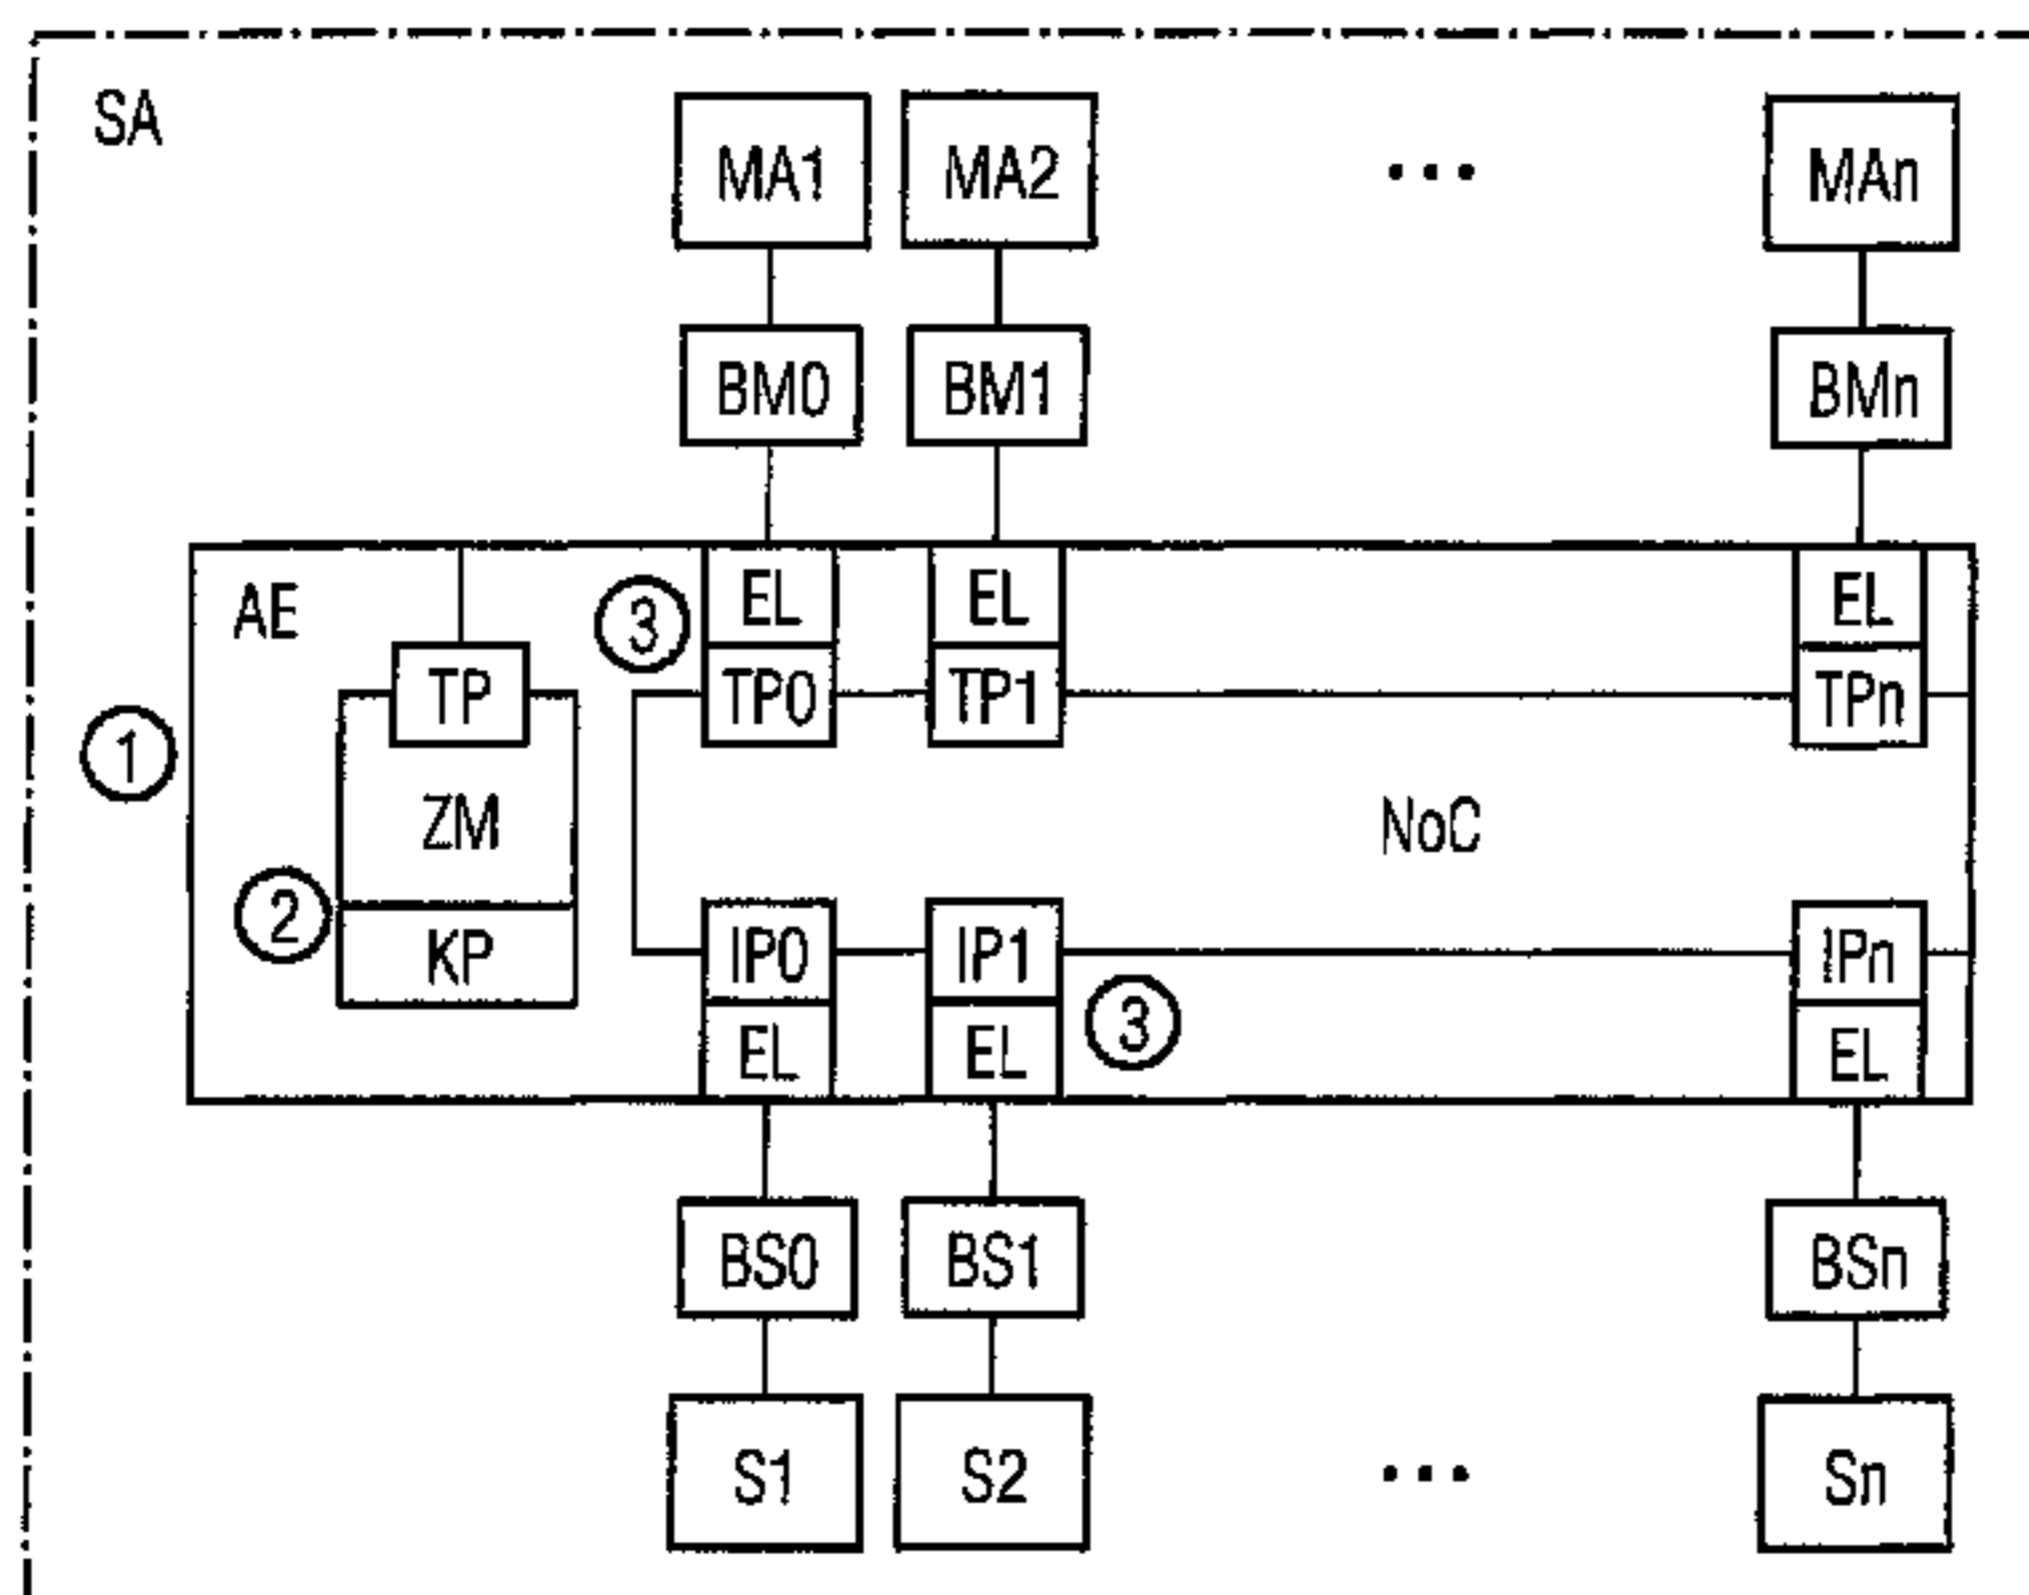 SA
MA1 MA2 ... MAn
BM0 BM1 BMn
AE 3 EL EL EL
TP TP0 TP1 TPn
1
ZM NoC
2 KP IP0 IP1 IPn
EL EL 3 EL
BS0 BS1 BSn
S1 S2 ... Sn